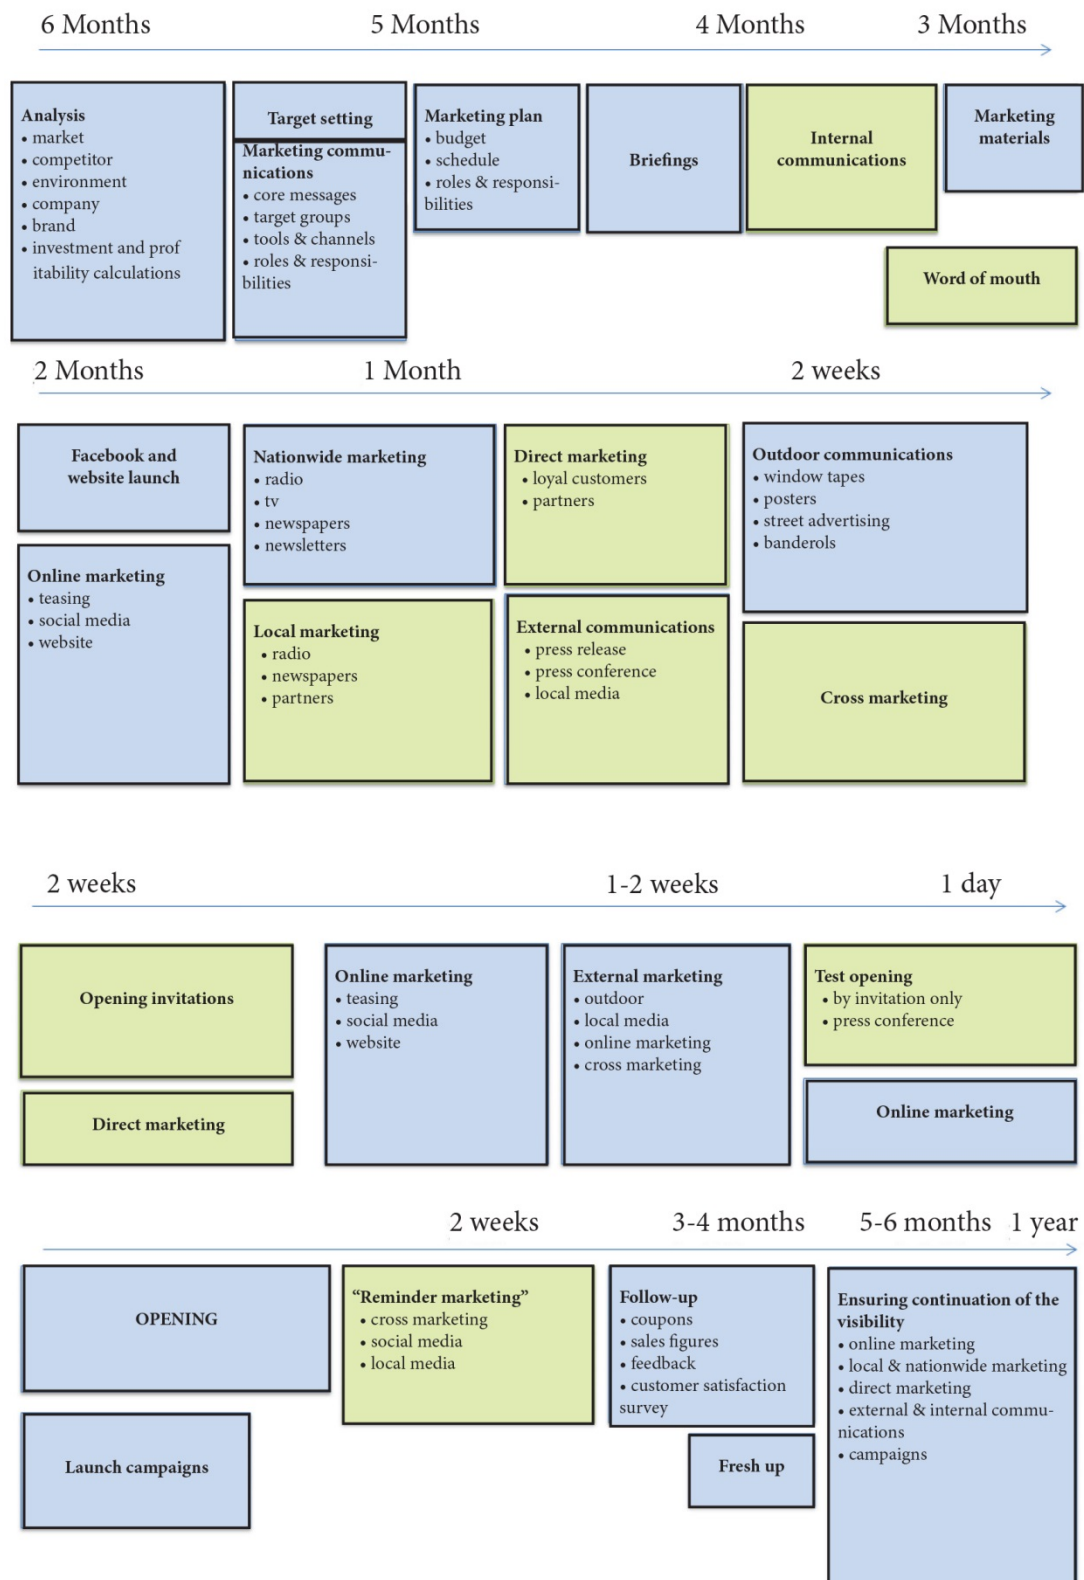 6 Months
5 Months
4 Months
3 Months
Analysis
• market
• competitor
• environment
• company
• brand
• investment and prof
itability calculations
Target setting
Marketing commu-
nications
• core messages
• target groups
• tools & channels
• roles & responsi-
bilities
Marketing plan
• budget
• schedule
• roles & responsi-
bilities
Briefings
Internal
communications
Marketing
materials
Word of mouth
2 Months
1 Month
2 weeks
Facebook and
website launch
Online marketing
• teasing
• social media
• website
Nationwide marketing
• radio
• tv
• newspapers
• newsletters
Local marketing
• radio
• newspapers
• partners
Direct marketing
• loyal customers
• partners
External communications
• press release
• press conference
• local media
Outdoor communications
• window tapes
• posters
• street advertising
• banderols
Cross marketing
2 weeks
1-2 weeks
1 day
Opening invitations
Direct marketing
Online marketing
• teasing
• social media
• website
External marketing
• outdoor
• local media
• online marketing
• cross marketing
Test opening
• by invitation only
• press conference
Online marketing
2 weeks
3-4 months
5-6 months
1 year
OPENING
Launch campaigns
“Reminder marketing”
• cross marketing
• social media
• local media
Follow-up
• coupons
• sales figures
• feedback
• customer satisfaction
survey
Fresh up
Ensuring continuation of the
visibility
• online marketing
• local & nationwide marketing
• direct marketing
• external & internal commu-
nications
• campaigns